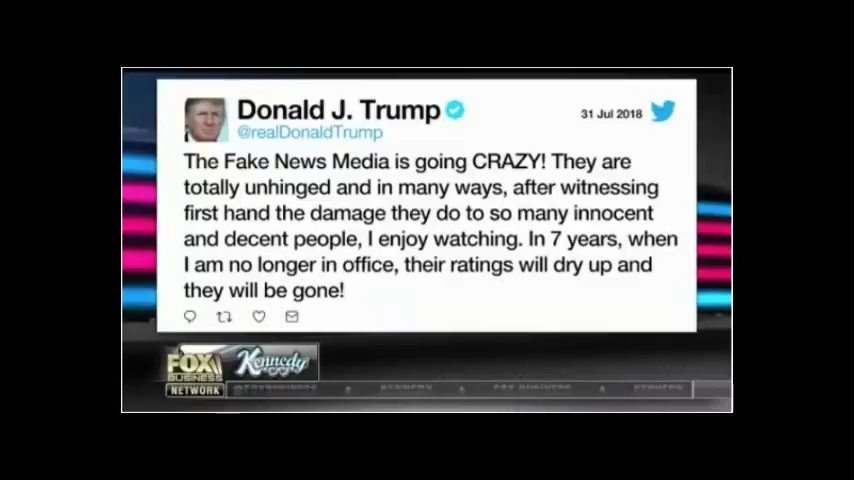 Donald J. Trump
@realDonaldTrump
31 Jul 2018
The Fake News Media is going CRAZY! They are
totally unhinged and in many ways, after witnessing
first hand the damage they do to so many innocent
and decent people, I enjoy watching. In 7 years, when
I am no longer in office, their ratings will dry up and
they will be gone!
FOX
BUSINESS
NETWORK
Kennedy